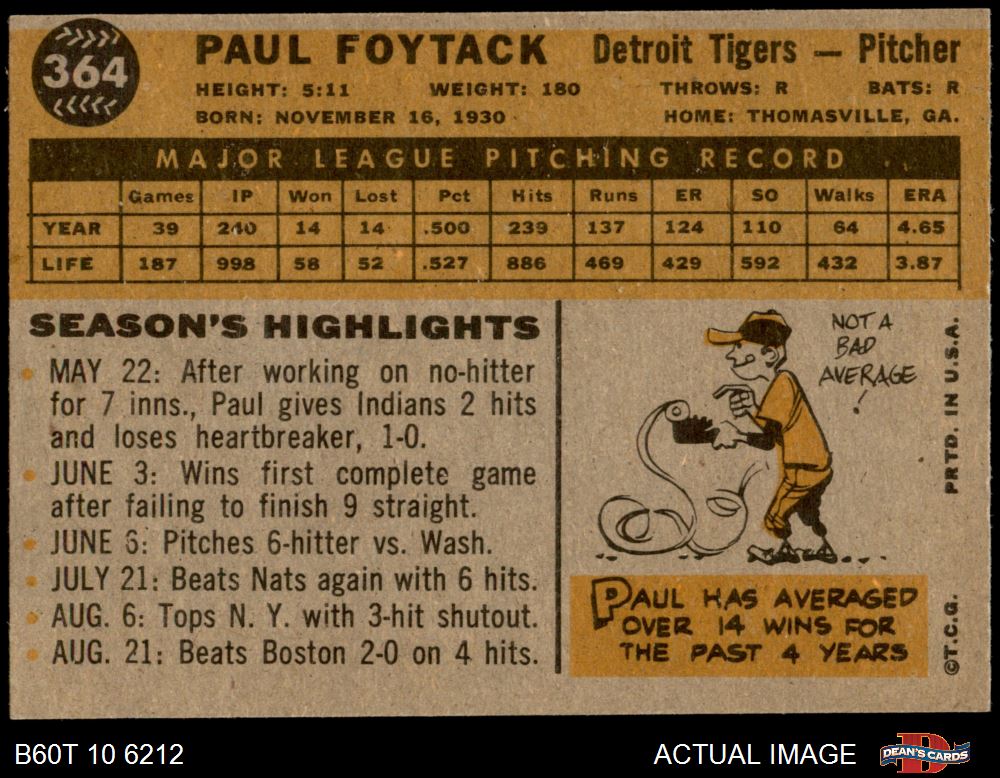 364
PAUL FOYTACK Detroit Tigers — Pitcher
HEIGHT: 5:11 WEIGHT: 180 THROWS: R BATS: R
BORN: NOVEMBER 16, 1930 HOME: THOMASVILLE, GA.
MAJOR LEAGUE PITCHING RECORD
Games IP Won Lost Pct Hits Runs ER SO Walks ERA
YEAR 39 240 14 14 .500 239 137 124 110 64 4.65
LIFE 187 998 58 52 .527 886 469 429 592 432 3.87
SEASON'S HIGHLIGHTS
• MAY 22: After working on no-hitter
for 7 inns., Paul gives Indians 2 hits
and loses heartbreaker, 1-0.
• JUNE 3: Wins first complete game
after failing to finish 9 straight.
• JUNE 6: Pitches 6-hitter vs. Wash.
• JULY 21: Beats Nats again with 6 hits.
• AUG. 6: Tops N. Y. with 3-hit shutout.
• AUG. 21: Beats Boston 2-0 on 4 hits.
NOT A
BAD
AVERAGE
!
PAUL HAS AVERAGED
OVER 14 WINS FOR
THE PAST 4 YEARS
©T.C.G. PRTD. IN U.S.A.
B60T 10 6212 ACTUAL IMAGE
D
DEAN'S CARDS